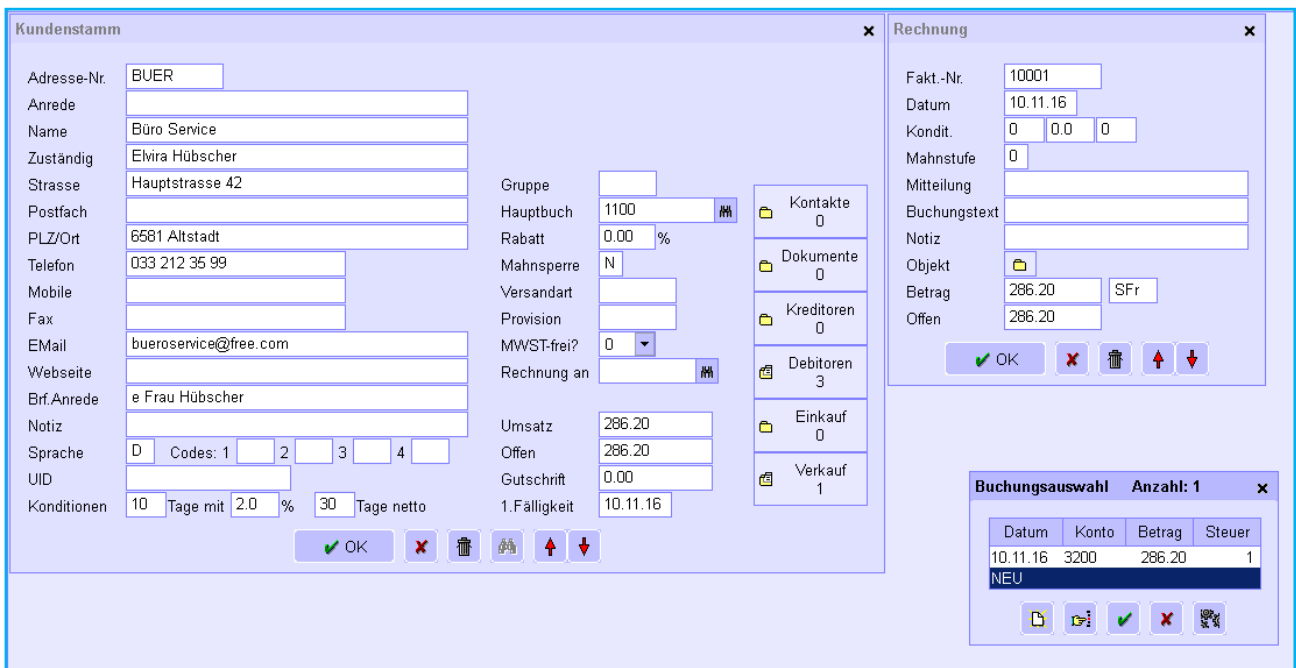 Kundenstamm
Adresse-Nr. BUER
Anrede
Name Büro Service
Zuständig Elvira Hübscher
Strasse Hauptstrasse 42
Postfach
PLZ/Ort 6581 Altstadt
Telefon 033 212 35 99
Mobile
Fax
EMail bueroservice@free.com
Webseite
Brf.Anrede e Frau Hübscher
Notiz
Sprache D Codes: 1 2 3 4
UID
Konditionen 10 Tage mit 2.0 % 30 Tage netto
Gruppe
Hauptbuch 1100
Rabatt 0.00 %
Mahnsperre N
Versandart
Provision
MWST-frei? 0
Rechnung an
Umsatz 286.20
Offen 286.20
Gutschrift 0.00
1.Fälligkeit 10.11.16
Kontakte
0
Dokumente
0
Kreditoren
0
Debitoren
3
Einkauf
0
Verkauf
1
OK
Rechnung
Fakt.-Nr. 10001
Datum 10.11.16
Kondit. 0 0.0 0
Mahnstufe 0
Mitteilung
Buchungstext
Notiz
Objekt
Betrag 286.20 SFr
Offen 286.20
OK
Buchungsauswahl Anzahl: 1
Datum Konto Betrag Steuer
10.11.16 3200 286.20 1
NEU